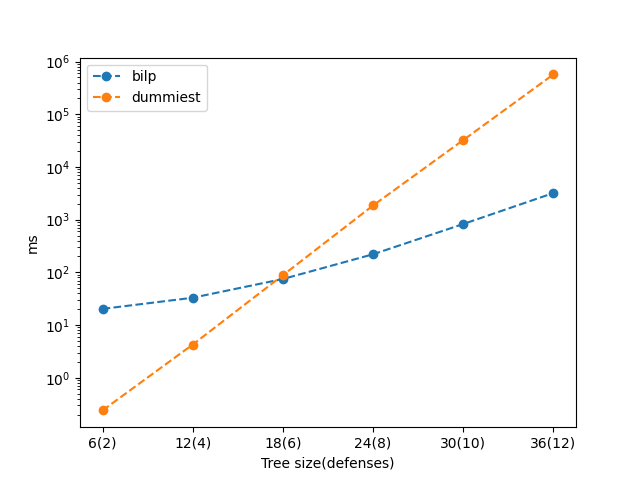 bilp
dummiest
ms
10^6
10^5
10^4
10^3
10^2
10^1
10^0
6(2) 12(4) 18(6) 24(8) 30(10) 36(12)
Tree size(defenses)